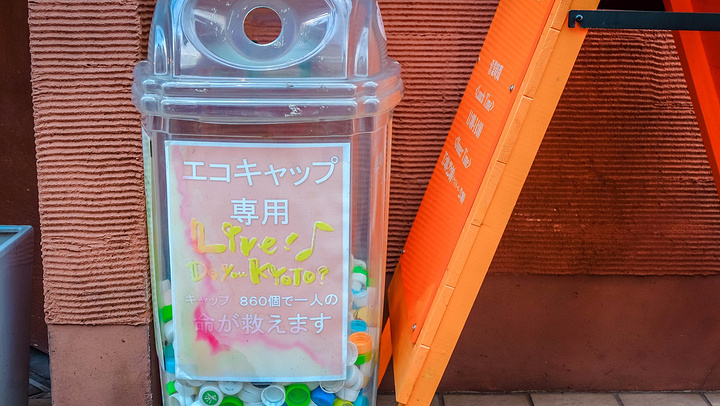 エコキャップ
専用
Live!♪
Do You KYOTO?
キャップ 860個で一人の
命が救えます